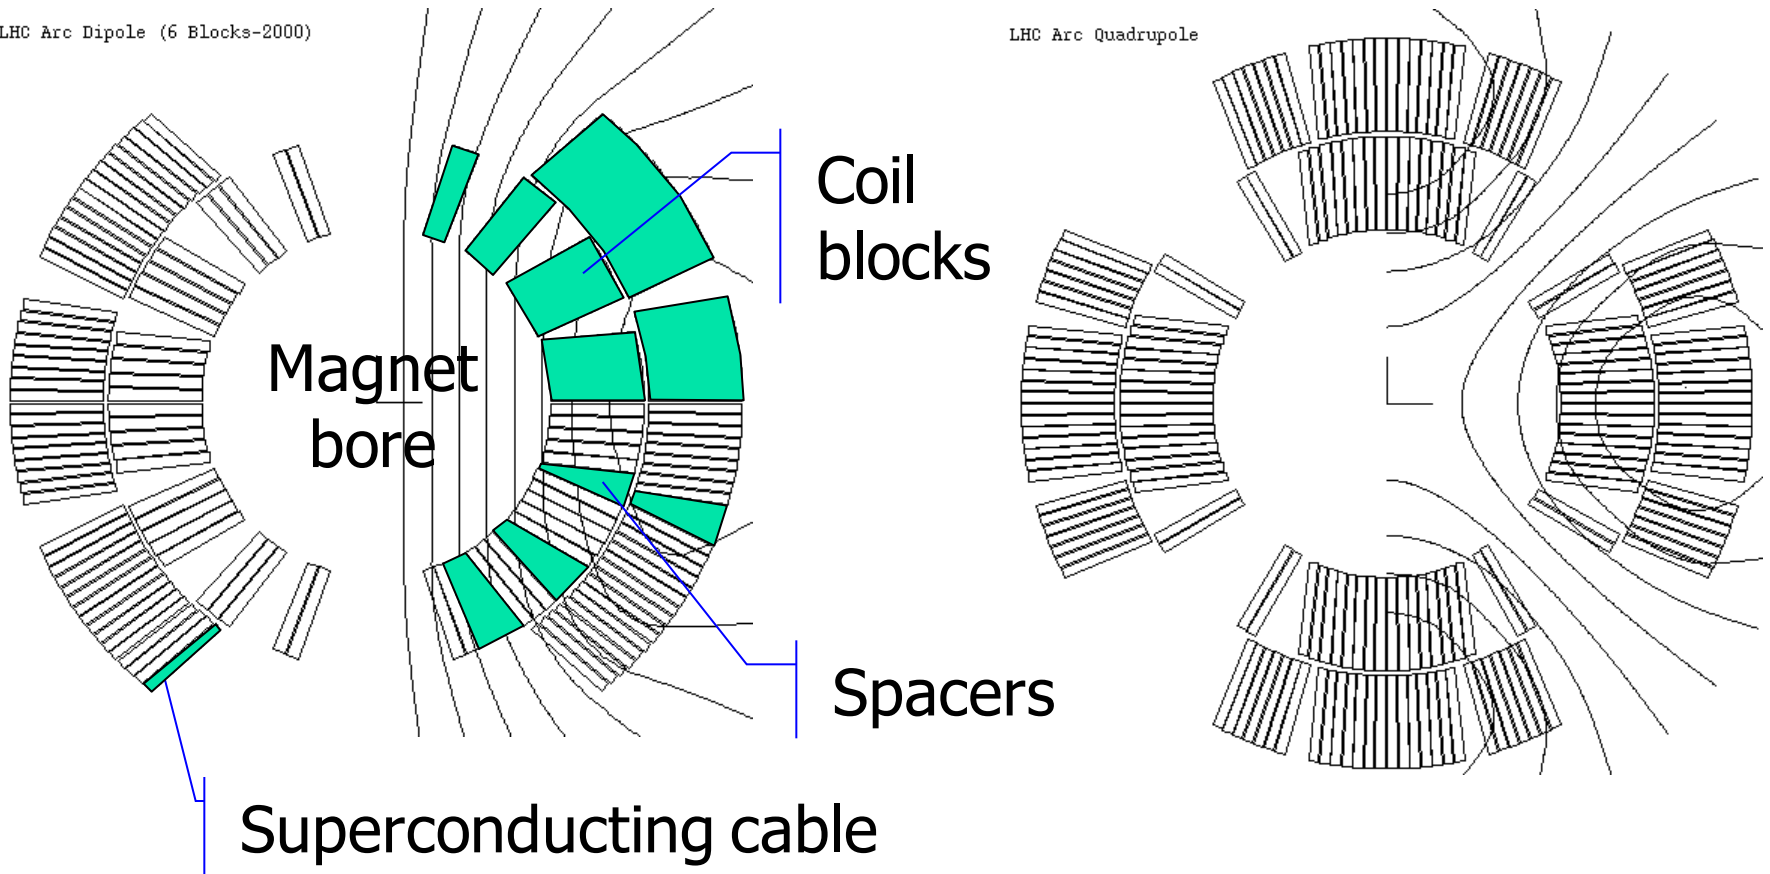 LHC Arc Dipole (6 Blocks-2000)
LHC Arc Quadrupole
Coil
blocks
Magnet
bore
Spacers
Superconducting cable